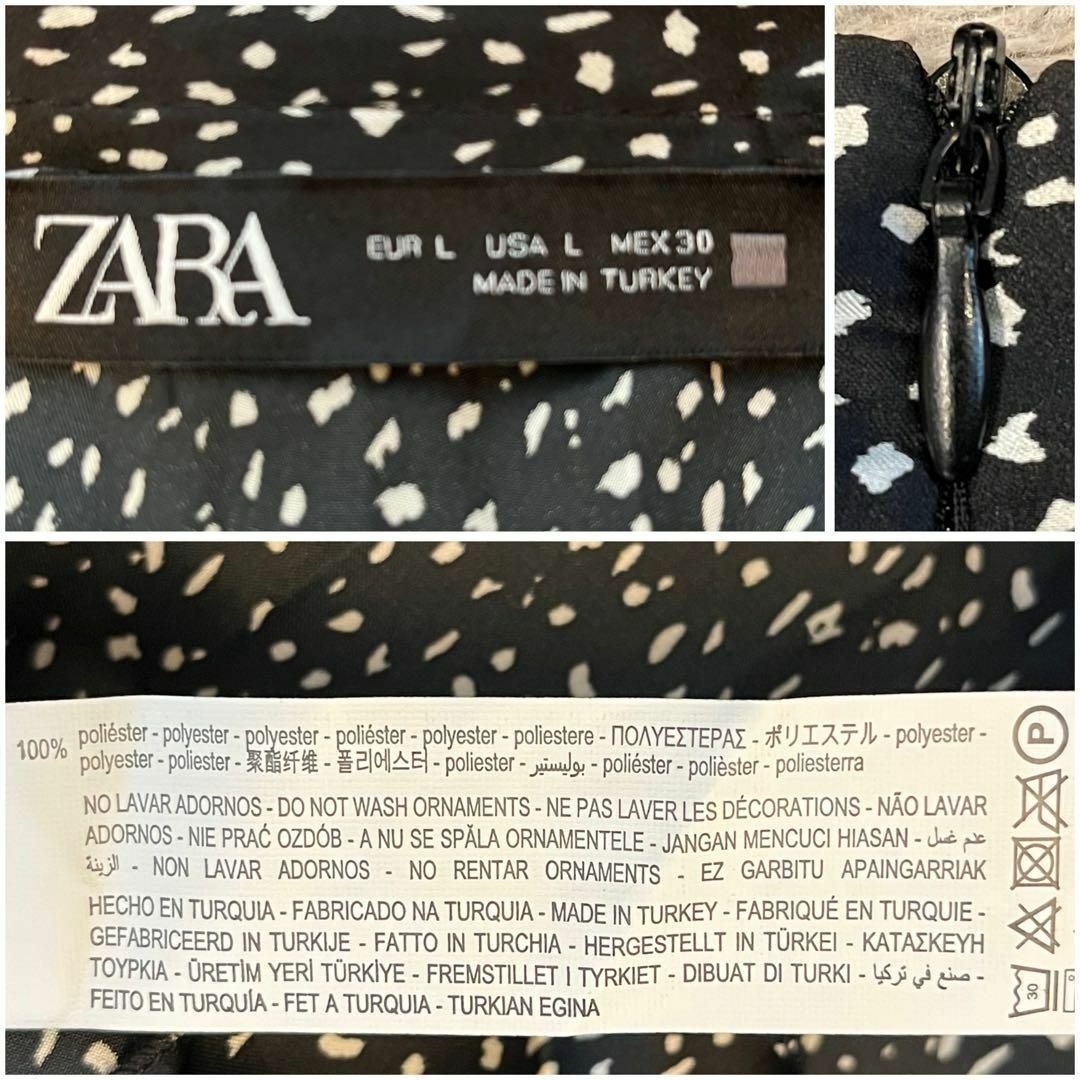 ZARA
EUR L USA L MEX 30
MADE IN TURKEY
100% poliéster - polyester - polyester - poliéster - polyester - poliestere - ΠΟΛΥΕΣΤΕΡΑΣ - ポリエステル - polyester -
polyester - poliester - 聚酯纤维 - 폴리에스터 - poliester - بوليستير - poliéster - polièster - poliesterra
NO LAVAR ADORNOS - DO NOT WASH ORNAMENTS - NE PAS LAVER LES DÉCORATIONS - NÃO LAVAR
ADORNOS - NIE PRAĆ OZDÓB - A NU SE SPĂLA ORNAMENTELE - JANGAN MENCUCI HIASAN - عدم غسل
الزينة - NON LAVAR ADORNOS - NO RENTAR ORNAMENTS - EZ GARBITU APAINGARRIAK
HECHO EN TURQUIA - FABRICADO NA TURQUIA - MADE IN TURKEY - FABRIQUÉ EN TURQUIE -
GEFABRICEERD IN TURKIJE - FATTO IN TURCHIA - HERGESTELLT IN TÜRKEI - ΚΑΤΑΣΚΕΥΗ
ΤΟΥΡΚΙΑ - ÜRETİM YERİ TÜRKİYE - FREMSTILLET I TYRKIET - DIBUAT DI TURKI - صنع في تركيا -
FEITO EN TURQUÍA - FET A TURQUIA - TURKIAN EGINA
P
30